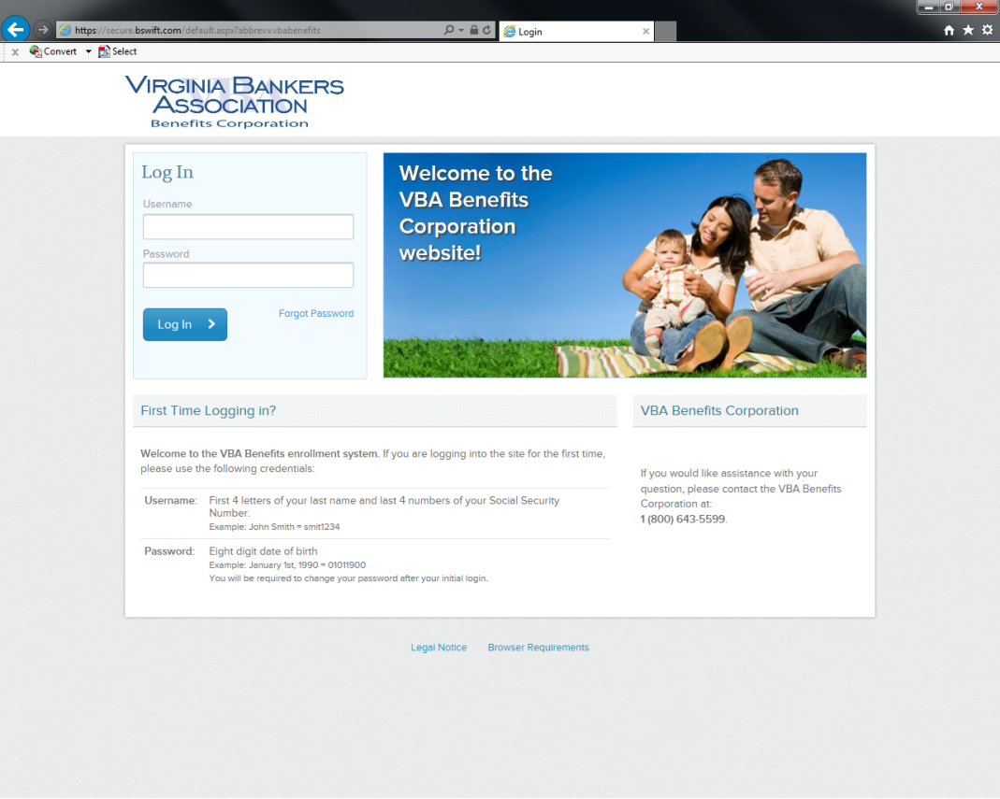 https://secure.bswift.com/default.aspx?abbrev=vbabenefits
Login
Convert
Select
VIRGINIA BANKERS
ASSOCIATION
Benefits Corporation
Log In
Username
Password
Log In
Forgot Password
Welcome to the
VBA Benefits
Corporation
website!
First Time Logging in?
Welcome to the VBA Benefits enrollment system. If you are logging into the site for the first time,
please use the following credentials:
Username: First 4 letters of your last name and last 4 numbers of your Social Security
Number.
Example: John Smith = smit1234
Password: Eight digit date of birth
Example: January 1st, 1990 = 01011900
You will be required to change your password after your initial login.
VBA Benefits Corporation
If you would like assistance with your
question, please contact the VBA Benefits
Corporation at:
1 (800) 643-5599.
Legal Notice
Browser Requirements